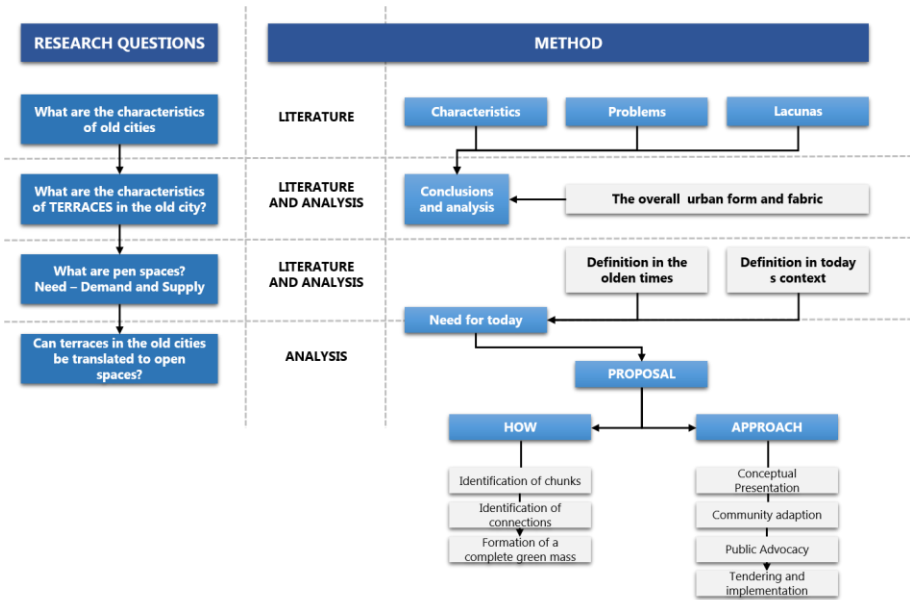 RESEARCH QUESTIONS
METHOD
What are the characteristics
of old cities
LITERATURE
Characteristics
Problems
Lacunas
What are the characteristics
of TERRACES in the old city?
LITERATURE
AND ANALYSIS
Conclusions
and analysis
The overall urban form and fabric
What are pen spaces?
Need – Demand and Supply
LITERATURE
AND ANALYSIS
Definition in the
olden times
Definition in today
s context
Need for today
Can terraces in the old cities
be translated to open
spaces?
ANALYSIS
PROPOSAL
HOW
APPROACH
Identification of chunks
Identification of
connections
Formation of a
complete green mass
Conceptual
Presentation
Community adaption
Public Advocacy
Tendering and
implementation